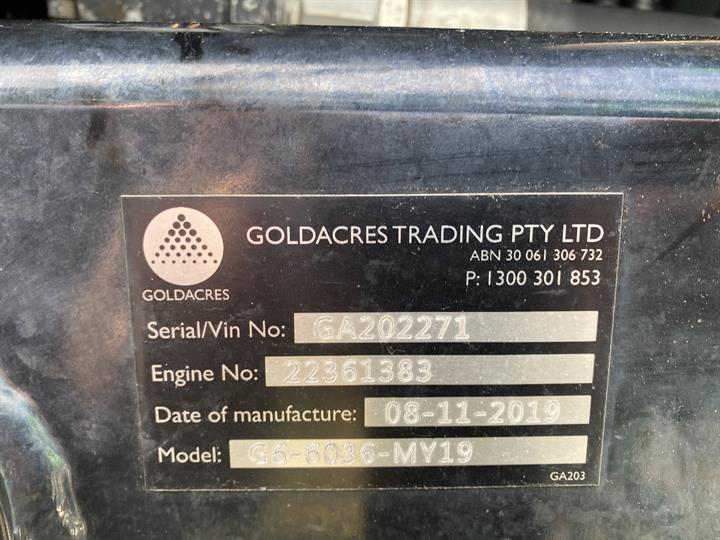 GOLDACRES TRADING PTY LTD
ABN 30 061 306 732
P: 1300 301 853
GOLDACRES
Serial/Vin No: GA202271
Engine No: 22361383
Date of manufacture: 08-11-2019
Model: G6-6036-MY19
GA203